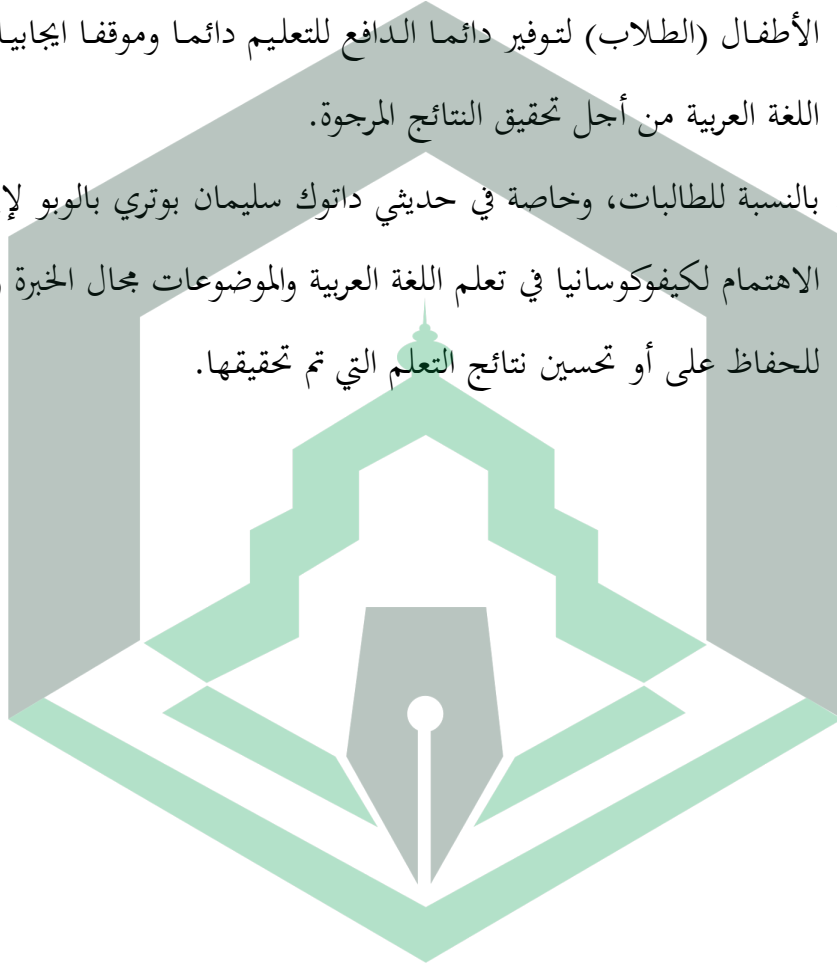 الأطفال (الطلاب) لتوفير دائما الدافع للتعليم دائما وموقفا ايجابيا
اللغة العربية من أجل تحقيق النتائج المرجوة.
بالنسبة للطالبات، وخاصة في حديثي داتوك سليمان بوتري بالوبو
الاهتمام لكيفوكوسانيا في تعلم اللغة العربية والموضوعات مجال الخبرة
للحفاظ على أو تحسين نتائج التعلم التي تم تحقيقها.